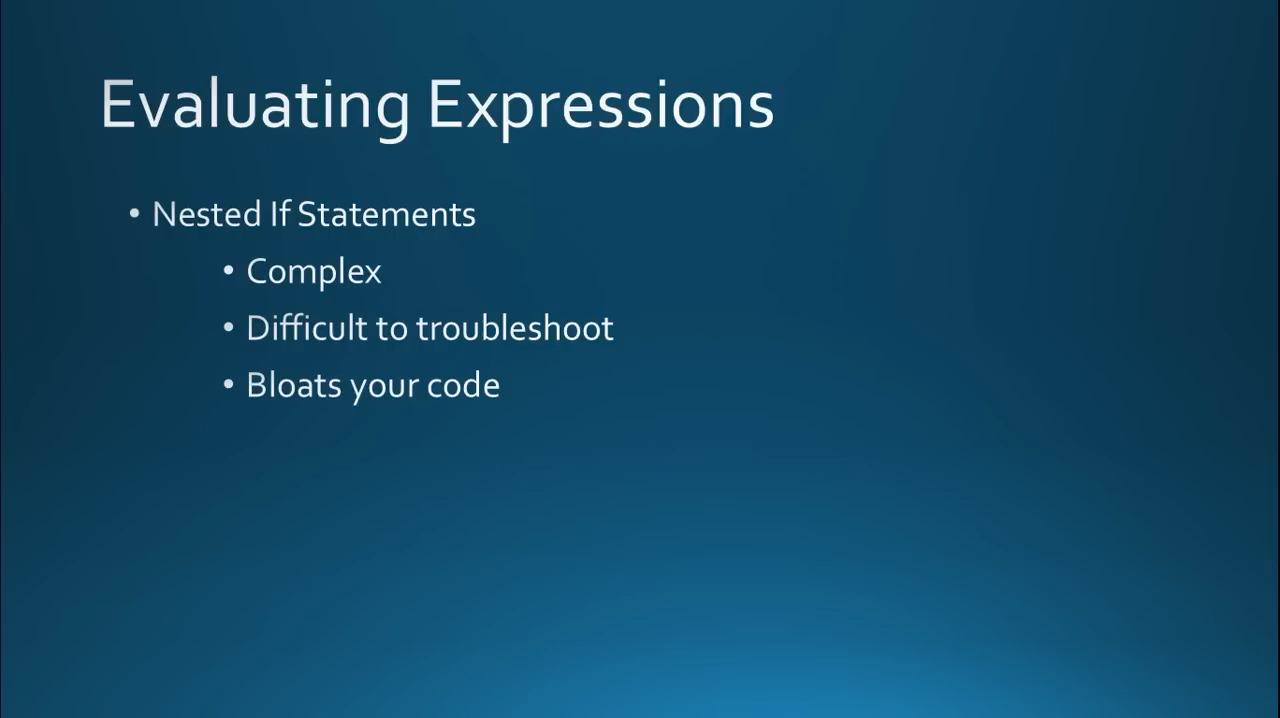 Evaluating Expressions
• Nested If Statements
• Complex
• Difficult to troubleshoot
• Bloats your code